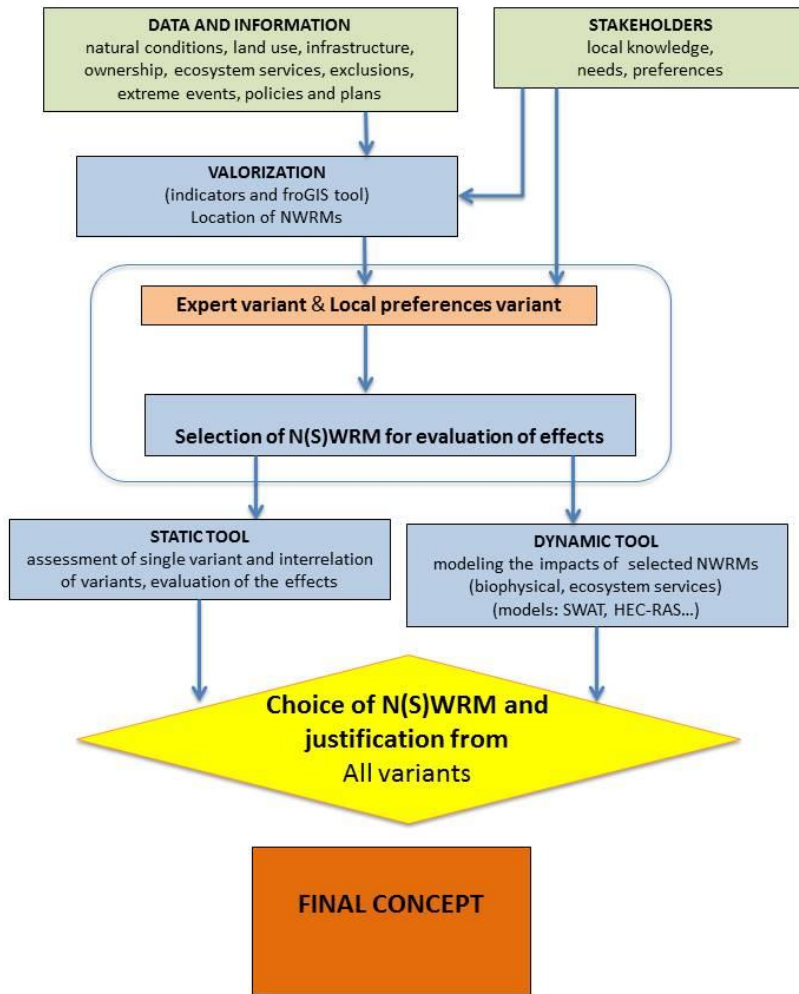 DATA AND INFORMATION
natural conditions, land use, infrastructure,
ownership, ecosystem services, exclusions,
extreme events, policies and plans
STAKEHOLDERS
local knowledge,
needs, preferences
VALORIZATION
(indicators and froGIS tool)
Location of NWRMs
Expert variant & Local preferences variant
Selection of N(S)WRM for evaluation of effects
STATIC TOOL
assessment of single variant and interrelation
of variants, evaluation of the effects
DYNAMIC TOOL
modeling the impacts of selected NWRMs
(biophysical, ecosystem services)
(models: SWAT, HEC-RAS...)
Choice of N(S)WRM and
justification from
All variants
FINAL CONCEPT